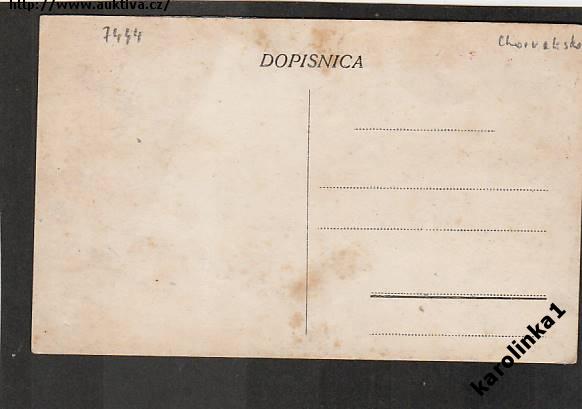 http://www.auktiva.cz/
7444
Chorvatsko
DOPISNICA
karolinka1